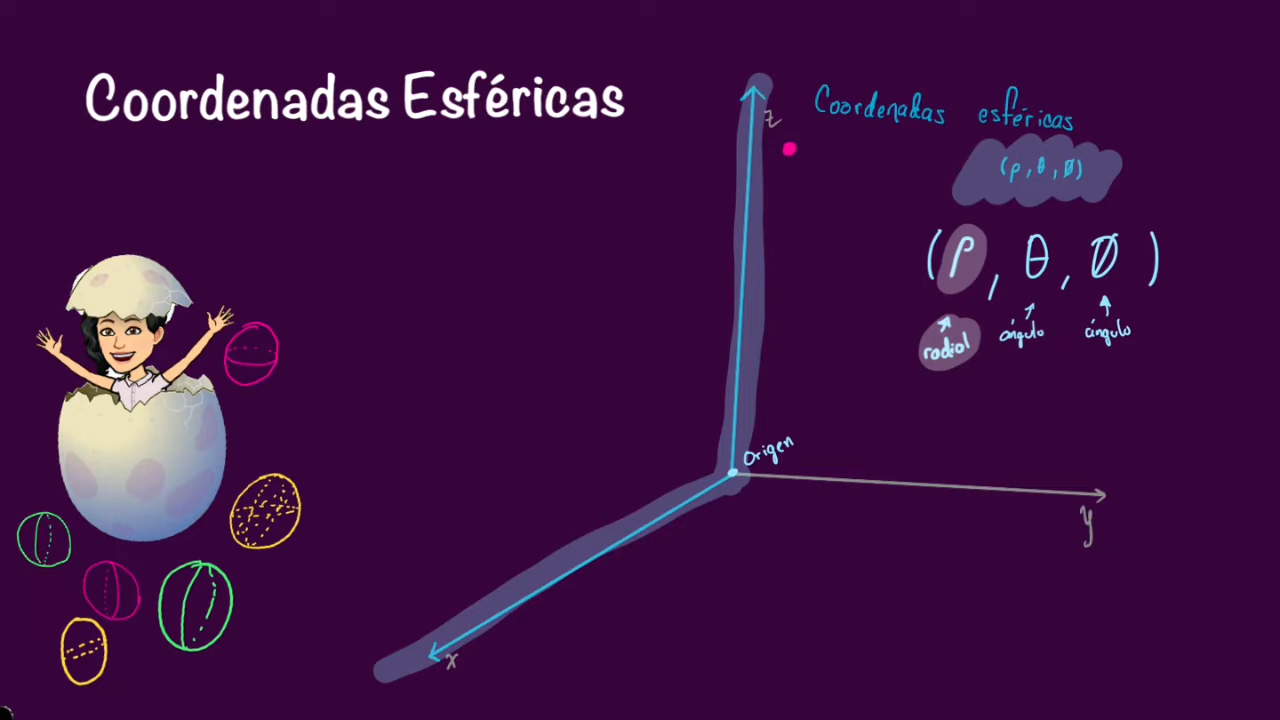 Coordenadas Esféricas
Coordenadas esféricas
(ρ, θ, Ø)
(ρ, θ, Ø)
radial ángulo ángulo
z
Origen
y
x